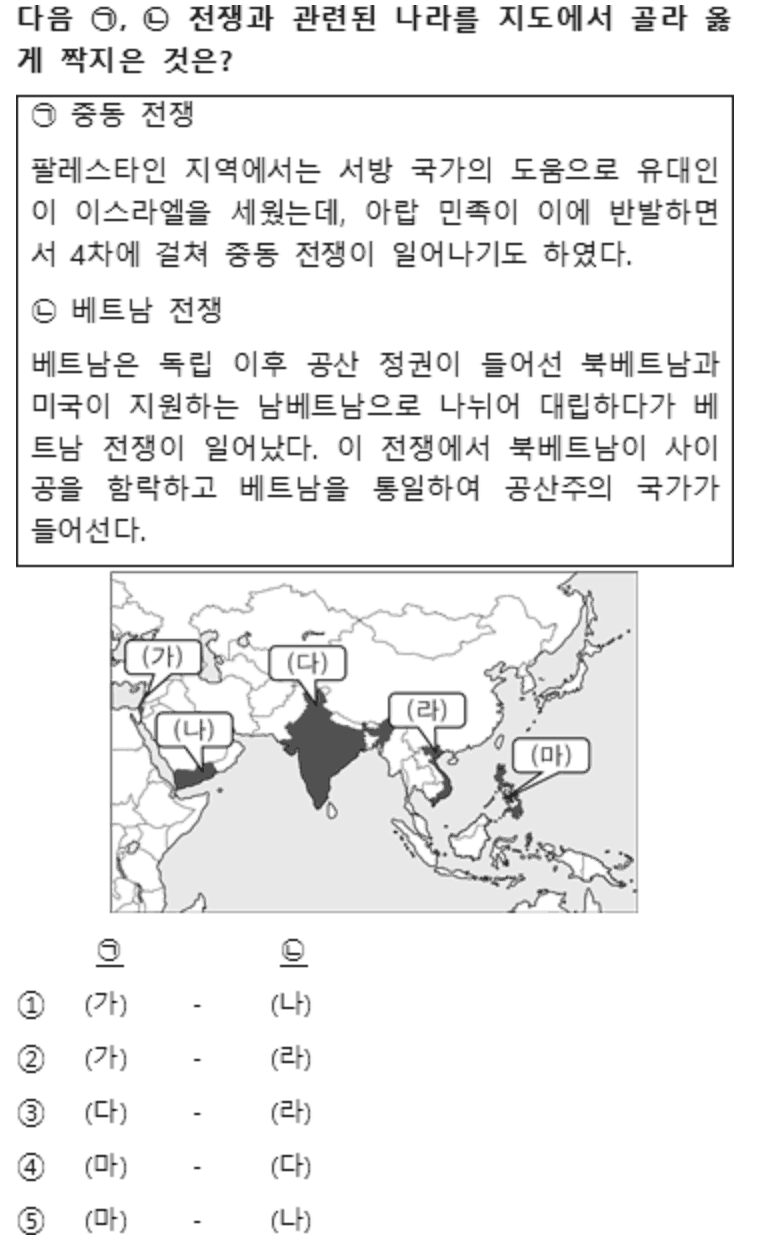 다음 ㉠, ㉡ 전쟁과 관련된 나라를 지도에서 골라 옳
게 짝지은 것은?
㉠ 중동 전쟁
팔레스타인 지역에서는 서방 국가의 도움으로 유대인
이 이스라엘을 세웠는데, 아랍 민족이 이에 반발하면
서 4차에 걸쳐 중동 전쟁이 일어나기도 하였다.
㉡ 베트남 전쟁
베트남은 독립 이후 공산 정권이 들어선 북베트남과
미국이 지원하는 남베트남으로 나뉘어 대립하다가 베
트남 전쟁이 일어났다. 이 전쟁에서 북베트남이 사이
공을 함락하고 베트남을 통일하여 공산주의 국가가
들어선다.
(가)
(다)
(나)
(라)
(마)
㉠ ㉡
① (가) - (나)
② (가) - (라)
③ (다) - (라)
④ (마) - (다)
⑤ (마) - (나)